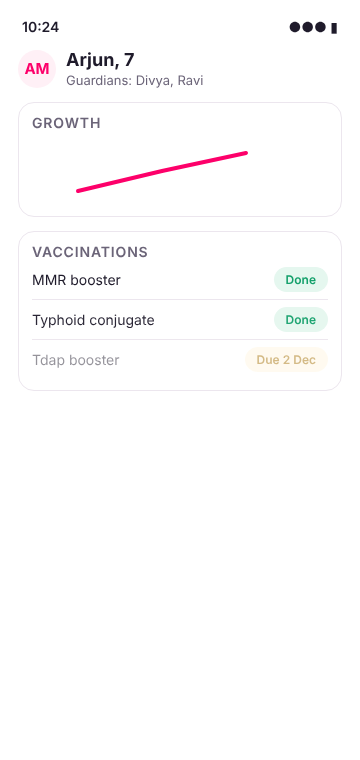 10:24
AM
Arjun, 7
Guardians: Divya, Ravi
GROWTH
VACCINATIONS
MMR booster
Done
Typhoid conjugate
Done
Tdap booster
Due 2 Dec